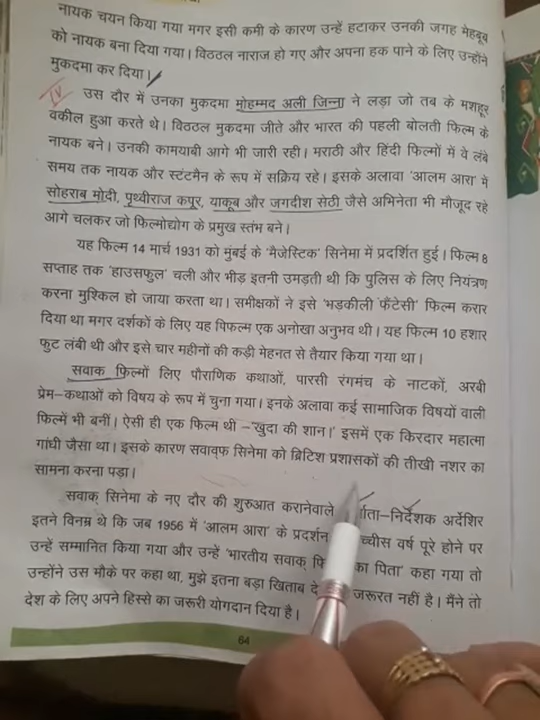 नायक चयन किया गया मगर इसी कमी के कारण उन्हें हटाकर उनकी जगह मेहबूब
को नायक बना दिया गया। विठठल नाराज हो गए और अपना हक पाने के लिए उन्होंने
मुकदमा कर दिया।
उस दौर में उनका मुकदमा मोहम्मद अली जिन्ना ने लड़ा जो तब के मशहूर
वकील हुआ करते थे। विठठल मुकदमा जीते और भारत की पहली बोलती फिल्म के
नायक बने। उनकी कामयाबी आगे भी जारी रही। मराठी और हिंदी फिल्मों में वे लंबे
समय तक नायक और स्टंटमैन के रूप में सक्रिय रहे। इसके अलावा 'आलम आरा' में
सोहराब मोदी, पृथ्वीराज कपूर, याकूब और जगदीश सेठी जैसे अभिनेता भी मौजूद रहे
आगे चलकर जो फिल्मोद्योग के प्रमुख स्तंभ बने।
यह फिल्म 14 मार्च 1931 को मुंबई के 'मैजेस्टिक' सिनेमा में प्रदर्शित हुई। फिल्म 8
सप्ताह तक 'हाउसफुल' चली और भीड़ इतनी उमड़ती थी कि पुलिस के लिए नियंत्रण
करना मुश्किल हो जाया करता था। समीक्षकों ने इसे 'भड़कीली फैंटेसी' फिल्म करार
दिया था मगर दर्शकों के लिए यह पिफल्म एक अनोखा अनुभव थी। यह फिल्म 10 हशार
फुट लंबी थी और इसे चार महीनों की कड़ी मेहनत से तैयार किया गया था।
सवाक फिल्मों लिए पौराणिक कथाओं, पारसी रंगमंच के नाटकों, अरबी
प्रेम–कथाओं को विषय के रूप में चुना गया। इनके अलावा कई सामाजिक विषयों वाली
फिल्में भी बनीं। ऐसी ही एक फिल्म थी –'खुदा की शान।' इसमें एक किरदार महात्मा
गांधी जैसा था। इसके कारण सवाव्फ सिनेमा को ब्रिटिश प्रशासकों की तीखी नशर का
सामना करना पड़ा।
सवाक् सिनेमा के नए दौर की शुरुआत करानेवाले –निर्देशक अर्देशिर
इतने विनम्र थे कि जब 1956 में 'आलम आरा' के प्रदर्शन वर्ष पूरे होने पर
उन्हें सम्मानित किया गया और उन्हें 'भारतीय सवाक् का पिता' कहा गया तो
उन्होंने उस मौके पर कहा था, मुझे इतना बड़ा खिताब जरूरत नहीं है। मैंने तो
देश के लिए अपने हिस्से का जरूरी योगदान दिया है।
64